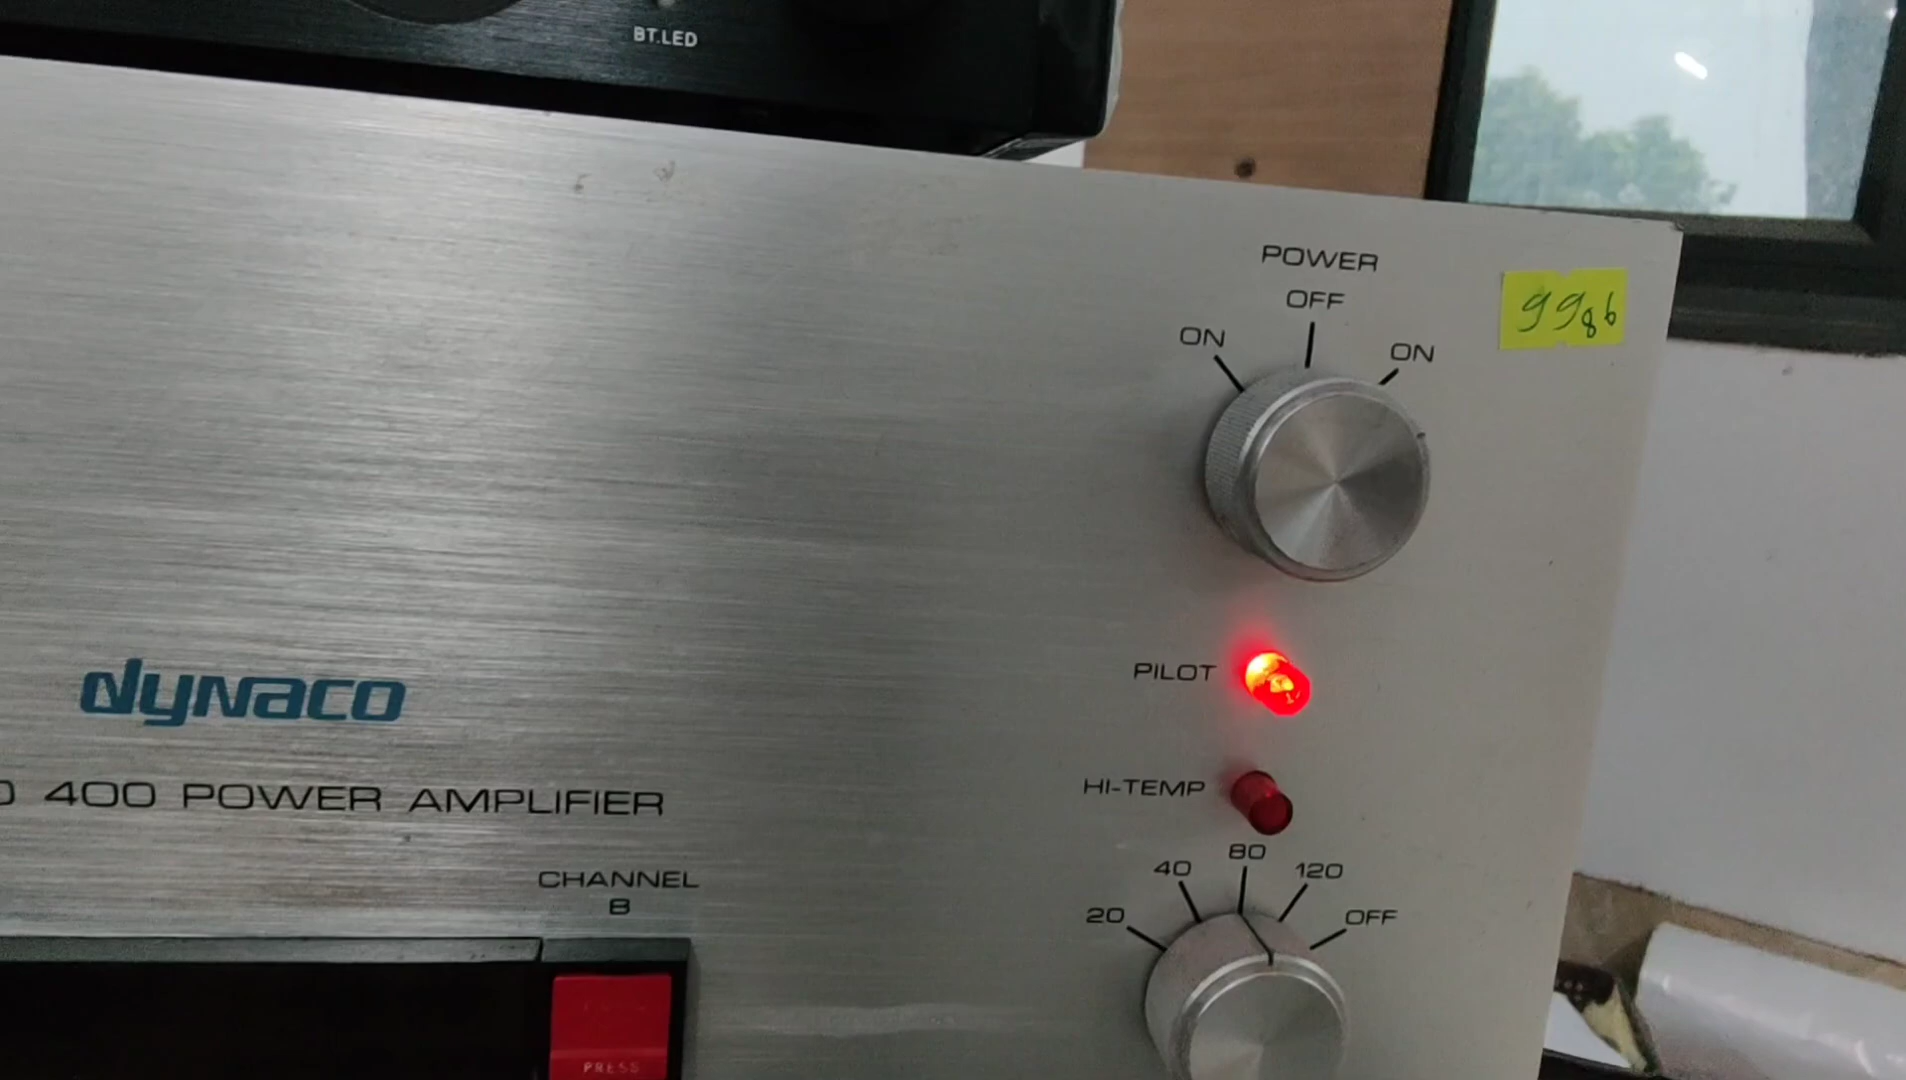 BT.LED
POWER
OFF
ON
ON
9986
PILOT
dynaco
400 POWER AMPLIFIER
HI-TEMP
80
40
120
20
OFF
CHANNEL
B
PRESS